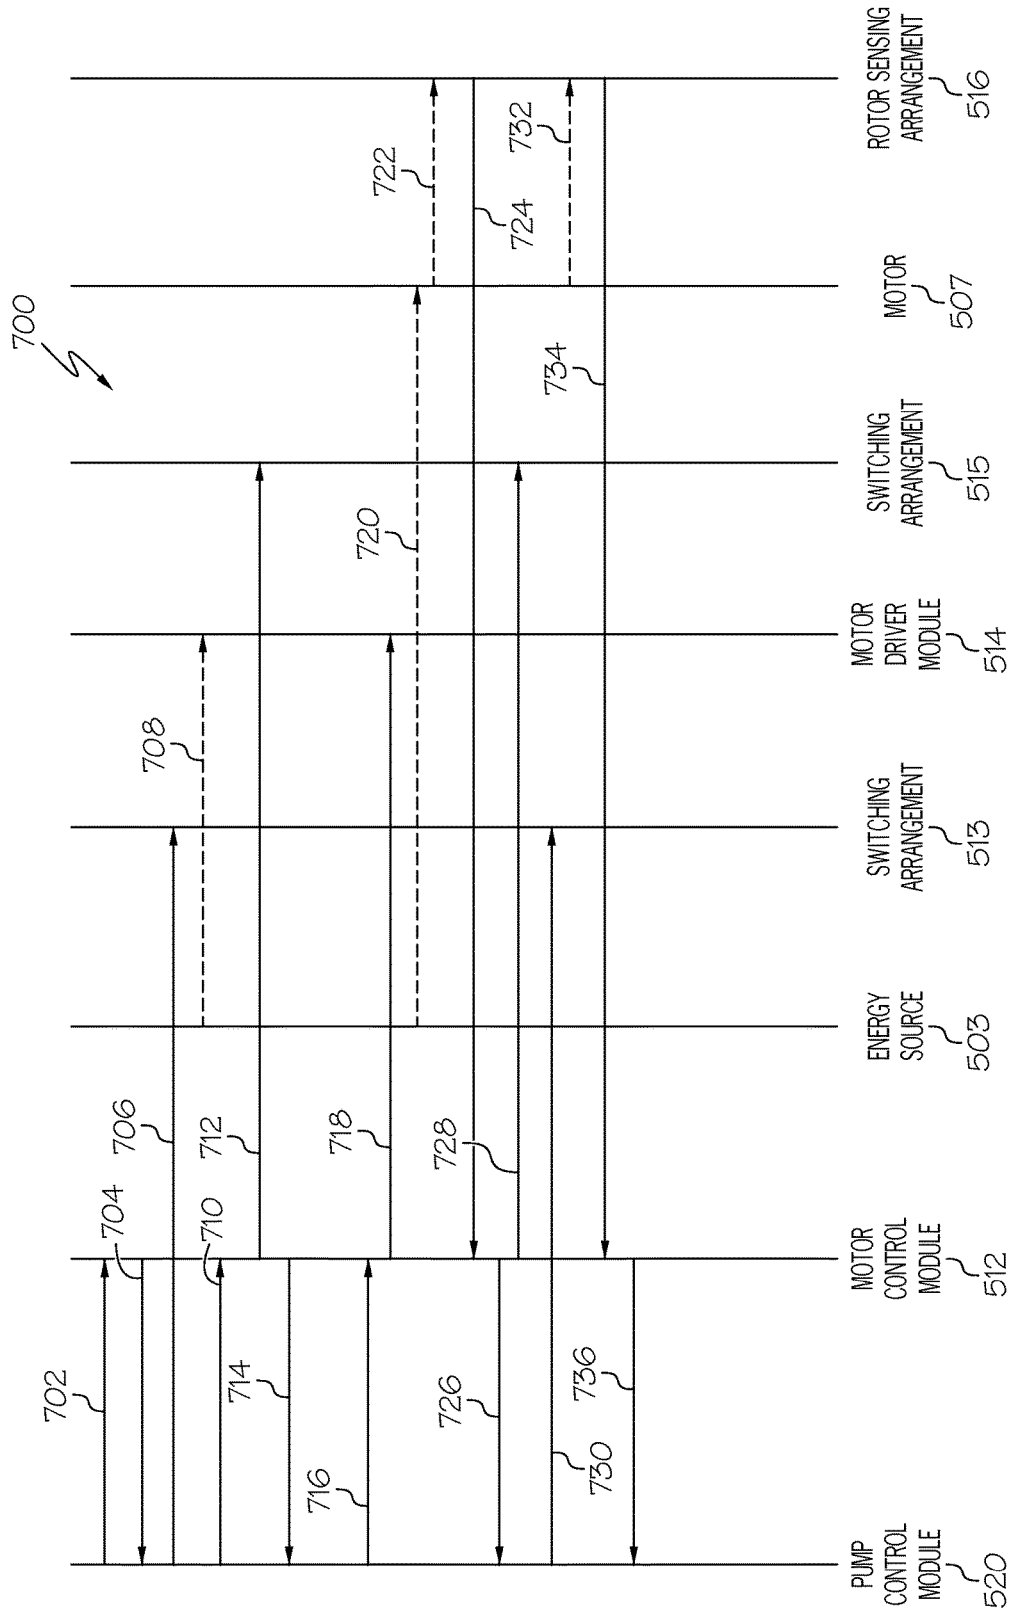 700
702
704
706
708
710
712
714
716
718
720
722
724
726
728
730
732
734
736
PUMP
CONTROL
MODULE
520
MOTOR
CONTROL
MODULE
512
ENERGY
SOURCE
503
SWITCHING
ARRANGEMENT
513
MOTOR
DRIVER
MODULE
514
SWITCHING
ARRANGEMENT
515
MOTOR
507
ROTOR SENSING
ARRANGEMENT
516